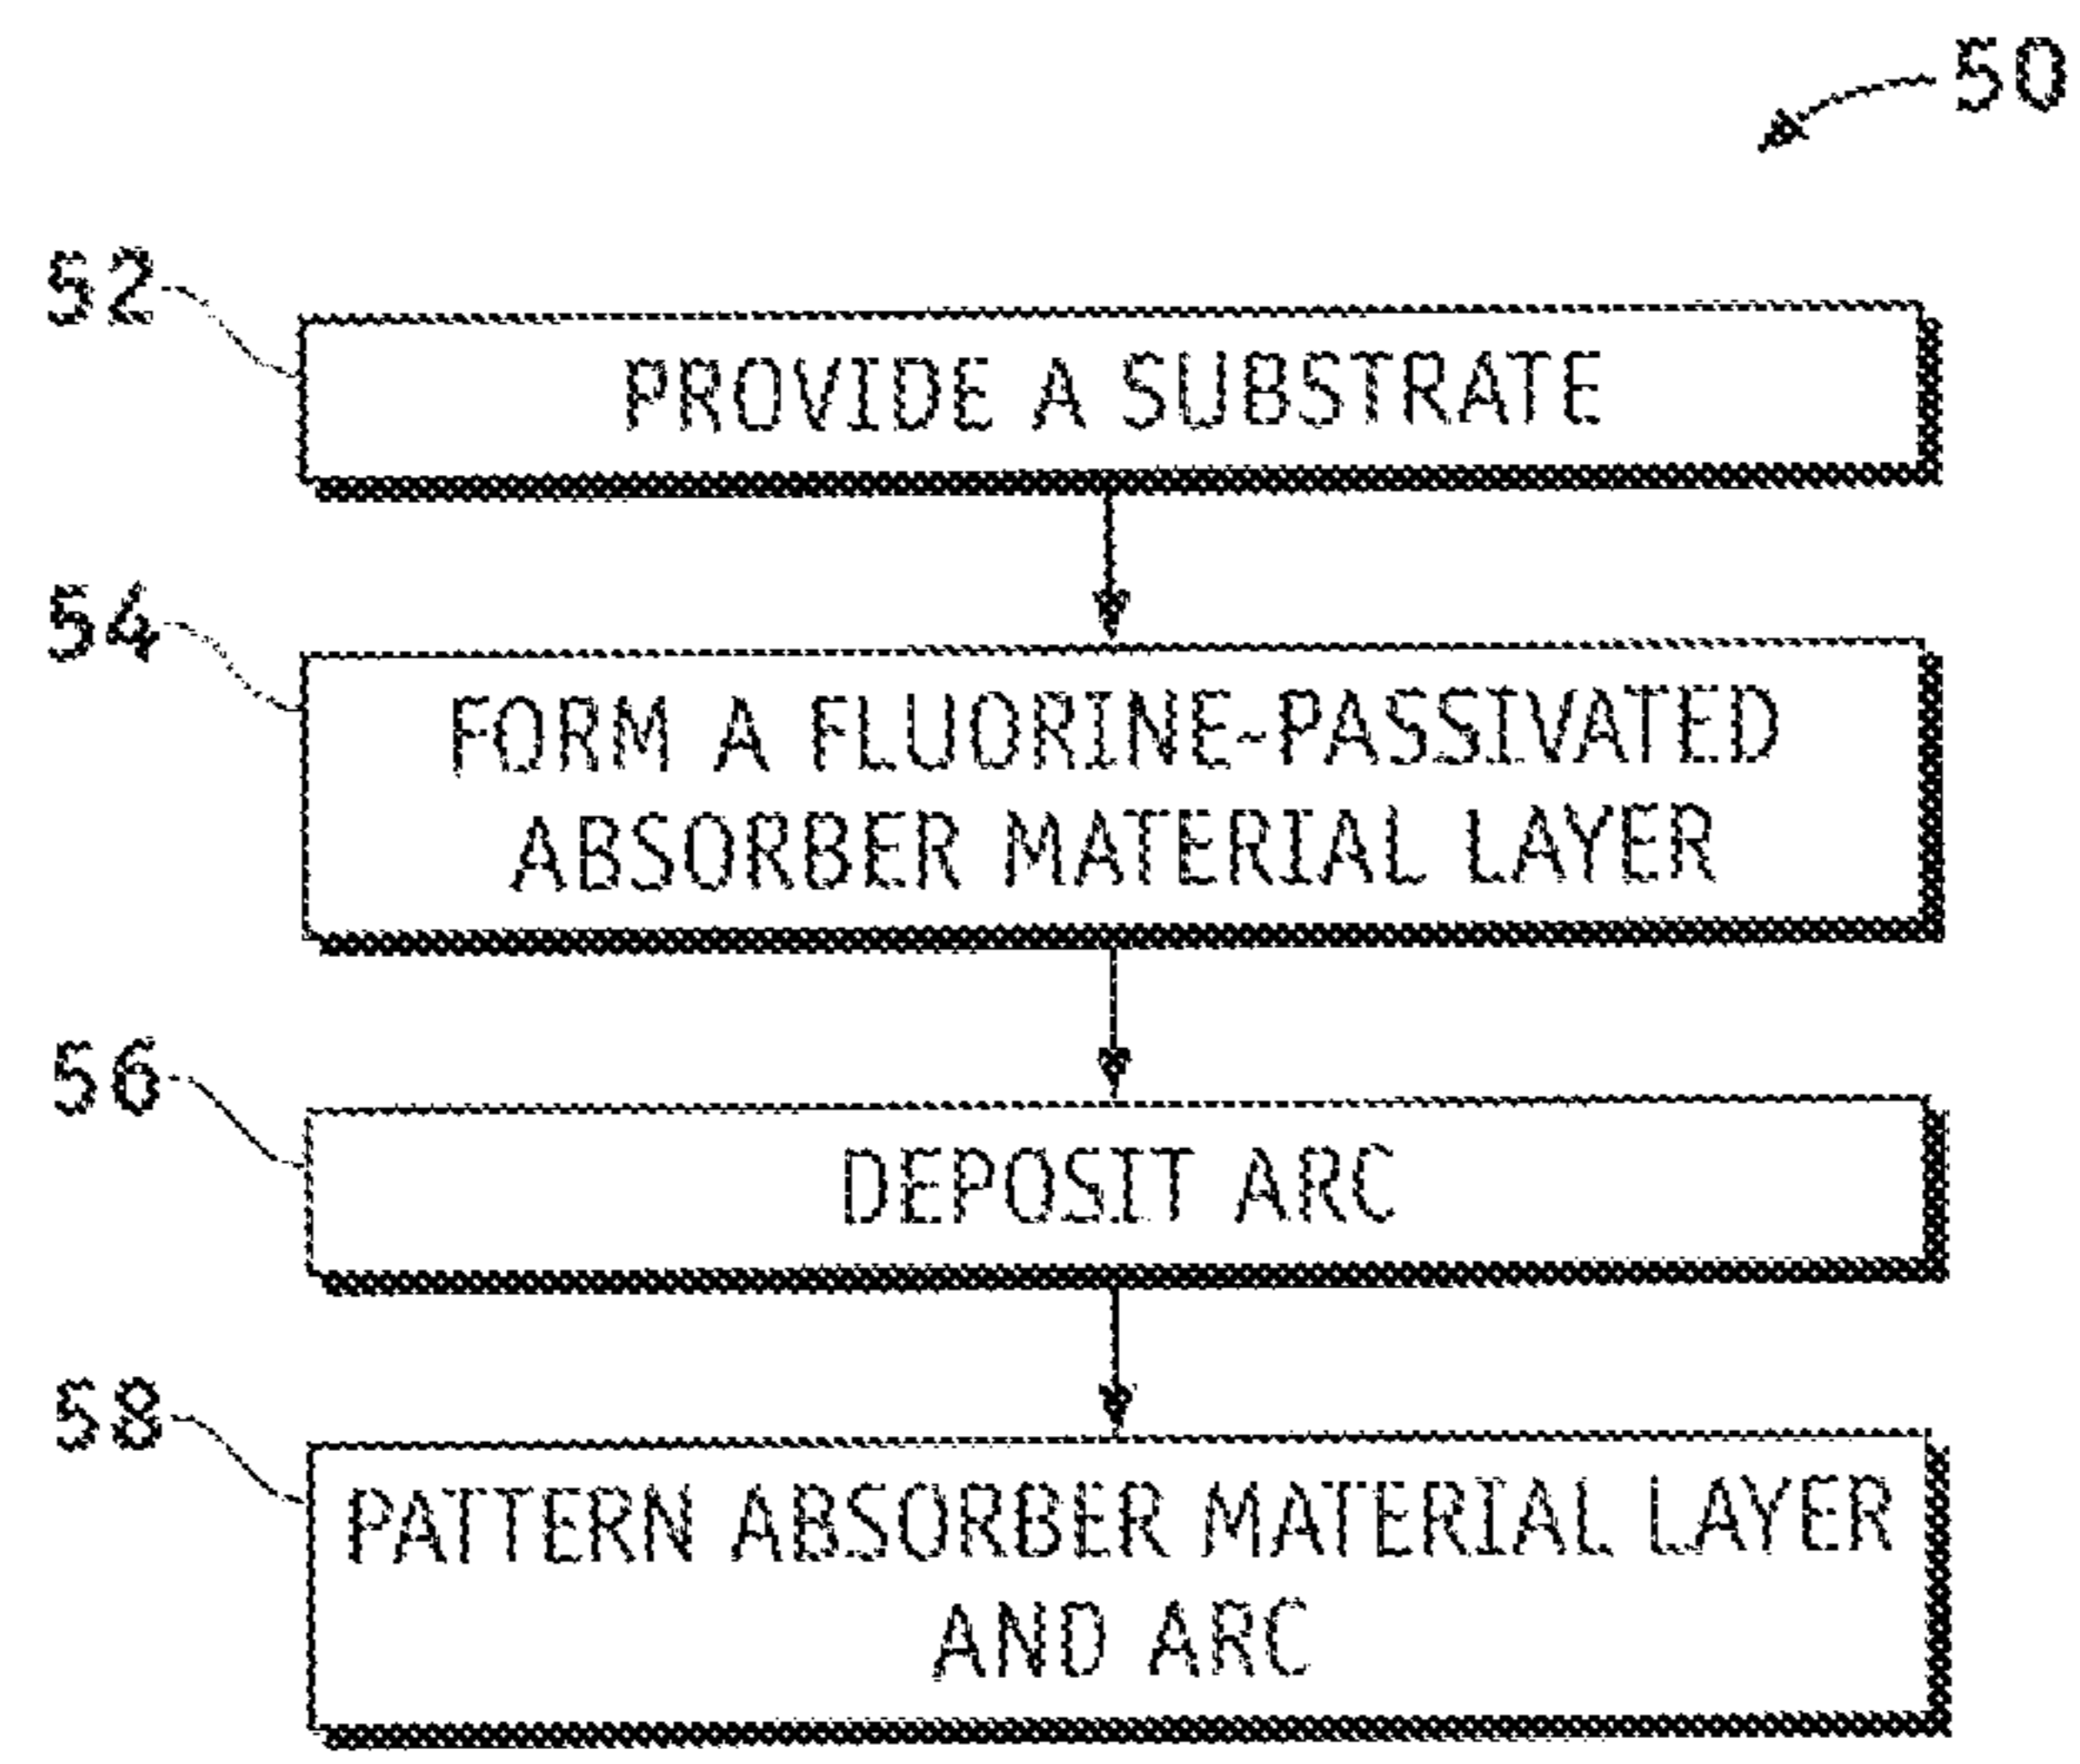 50
52
PROVIDE A SUBSTRATE
54
FORM A FLUORINE-PASSIVATED
ABSORBER MATERIAL LAYER
56
DEPOSIT ARC
58
PATTERN ABSORBER MATERIAL LAYER
AND ARC